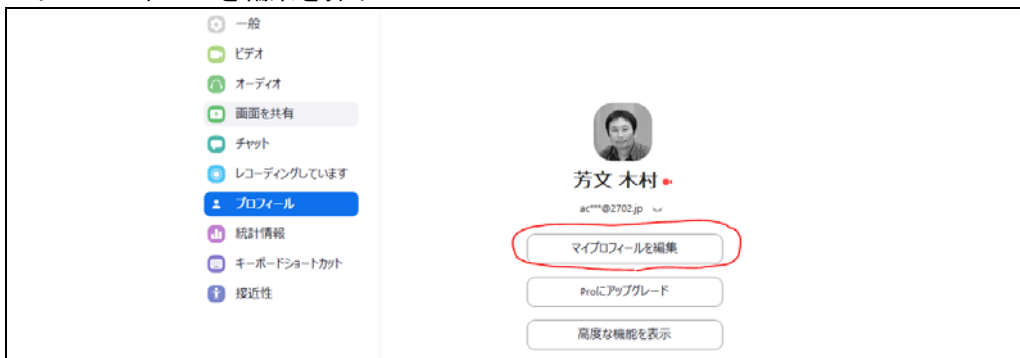 一般
ビデオ
オーディオ
画面を共有
チャット
レコーディングしています
プロフィール
統計情報
キーボードショートカット
接近性
芳文 木村
ac***@2702.jp
マイプロフィールを編集
Proにアップグレード
高度な機能を表示